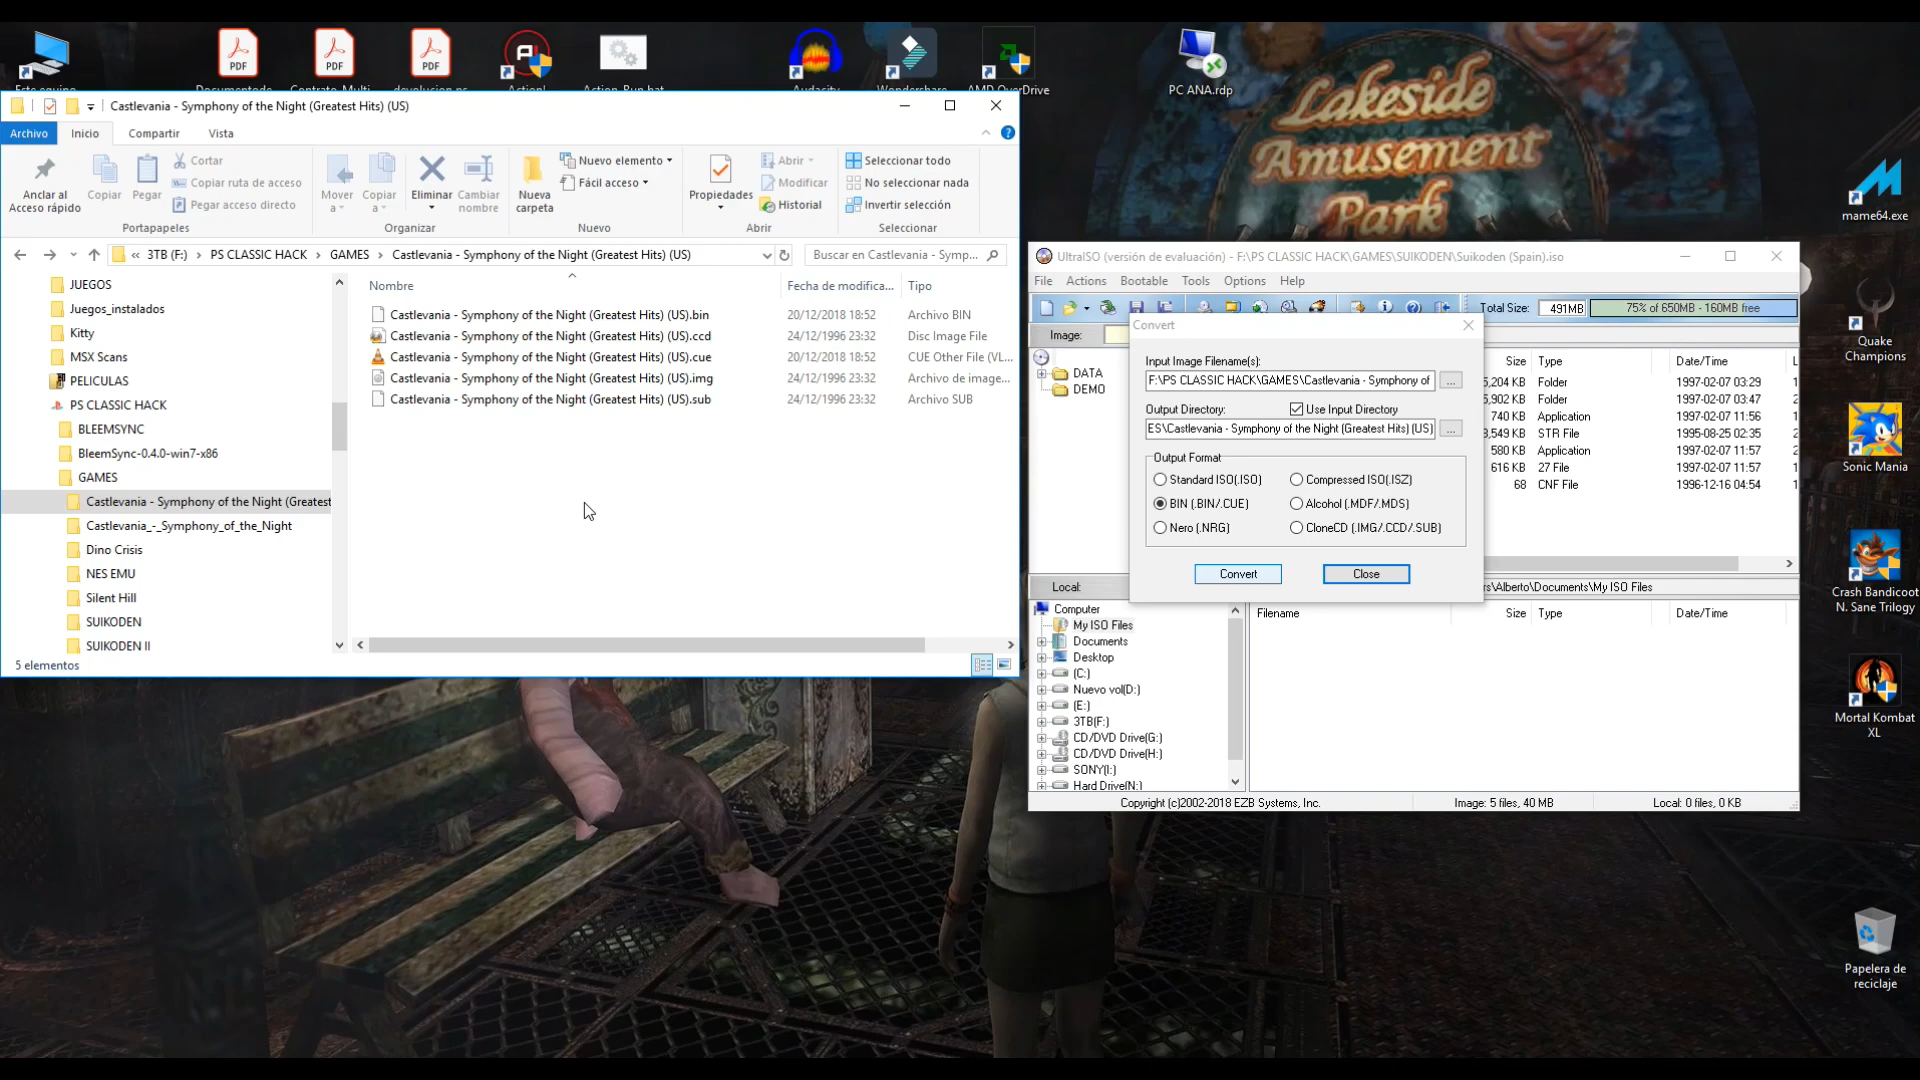 Este equipo
PDF
Documentode
PDF
Contrato-Multi
PDF
devolucion ps
Action!
Action_Run.bat
Audacity
Wondershare
AMD OverDrive
PC ANA.rdp
Lakeside
Amusement
Park
mame64.exe
Quake
Champions
Sonic Mania
Crash Bandicoot
N. Sane Trilogy
Mortal Kombat
XL
Papelera de
reciclaje
Castlevania - Symphony of the Night (Greatest Hits) (US)
Archivo
Inicio
Compartir
Vista
Anclar al
Acceso rápido
Copiar
Pegar
Cortar
Copiar ruta de acceso
Pegar acceso directo
Portapapeles
Mover
a
Copiar
a
Eliminar
Cambiar
nombre
Organizar
Nueva
carpeta
Nuevo elemento
Fácil acceso
Nuevo
Propiedades
Abrir
Modificar
Historial
Abrir
Seleccionar todo
No seleccionar nada
Invertir selección
Seleccionar
« 3TB (F:) > PS CLASSIC HACK > GAMES > Castlevania - Symphony of the Night (Greatest Hits) (US)
Buscar en Castlevania - Symp...
JUEGOS
Juegos_instalados
Kitty
MSX Scans
PELICULAS
PS CLASSIC HACK
BLEEMSYNC
BleemSync-0.4.0-win7-x86
GAMES
Castlevania - Symphony of the Night (Greatest
Castlevania_-_Symphony_of_the_Night
Dino Crisis
NES EMU
Silent Hill
SUIKODEN
SUIKODEN II
Nombre Fecha de modifica... Tipo
Castlevania - Symphony of the Night (Greatest Hits) (US).bin 20/12/2018 18:52 Archivo BIN
Castlevania - Symphony of the Night (Greatest Hits) (US).ccd 24/12/1996 23:32 Disc Image File
Castlevania - Symphony of the Night (Greatest Hits) (US).cue 20/12/2018 18:52 CUE Other File (VL...
Castlevania - Symphony of the Night (Greatest Hits) (US).img 24/12/1996 23:32 Archivo de image...
Castlevania - Symphony of the Night (Greatest Hits) (US).sub 24/12/1996 23:32 Archivo SUB
5 elementos
UltraISO (versión de evaluación) - F:\PS CLASSIC HACK\GAMES\SUIKODEN\Suikoden (Spain).iso
File Actions Bootable Tools Options Help
Total Size: 491MB 75% of 650MB - 160MB free
Image:
DATA
DEMO
Size Type Date/Time
5,204 KB Folder 1997-02-07 03:29
5,902 KB Folder 1997-02-07 03:47
740 KB Application 1997-02-07 11:56
3,549 KB STR File 1995-08-25 02:35
580 KB Application 1997-02-07 11:57
616 KB 27 File 1997-02-07 11:57
68 CNF File 1996-12-16 04:54
Convert
Input Image Filename(s):
F:\PS CLASSIC HACK\GAMES\Castlevania - Symphony of
...
Output Directory:
Use Input Directory
ES\Castlevania - Symphony of the Night (Greatest Hits) (US)
...
Output Format
Standard ISO(.ISO)
Compressed ISO(.ISZ)
BIN (.BIN/.CUE)
Alcohol (.MDF/.MDS)
Nero (.NRG)
CloneCD (.IMG/.CCD/.SUB)
Convert
Close
Local:
rs\Alberto\Documents\My ISO Files
Computer
My ISO Files
Documents
Desktop
(C:)
Nuevo vol(D:)
(E:)
3TB(F:)
CD/DVD Drive(G:)
CD/DVD Drive(H:)
SONY(I:)
Hard Drive(N:)
Filename Size Type Date/Time
Copyright (c)2002-2018 EZB Systems, Inc.
Image: 5 files, 40 MB
Local: 0 files, 0 KB